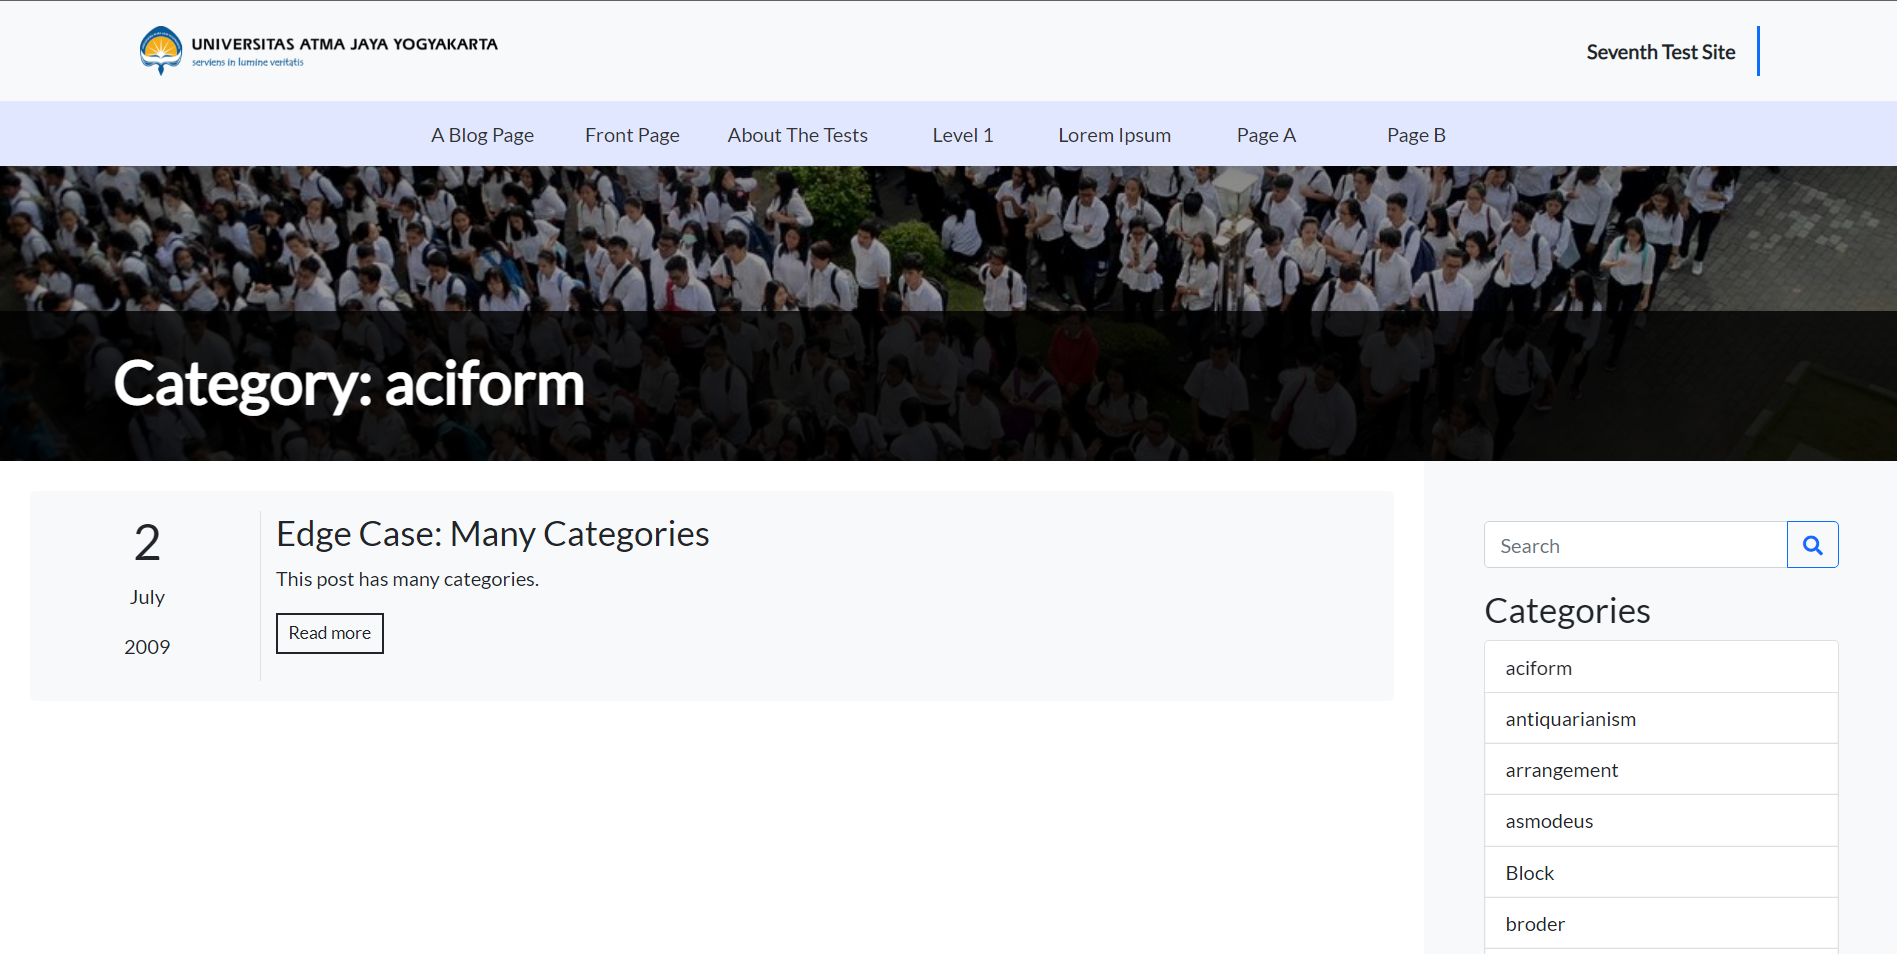 UNIVERSITAS ATMA JAYA YOGYAKARTA
serviens in lumine veritatis
Seventh Test Site
A Blog Page Front Page About The Tests Level 1 Lorem Ipsum Page A Page B
Category: aciform
2
July
2009
Edge Case: Many Categories
This post has many categories.
Read more
Search
Categories
aciform
antiquarianism
arrangement
asmodeus
Block
broder